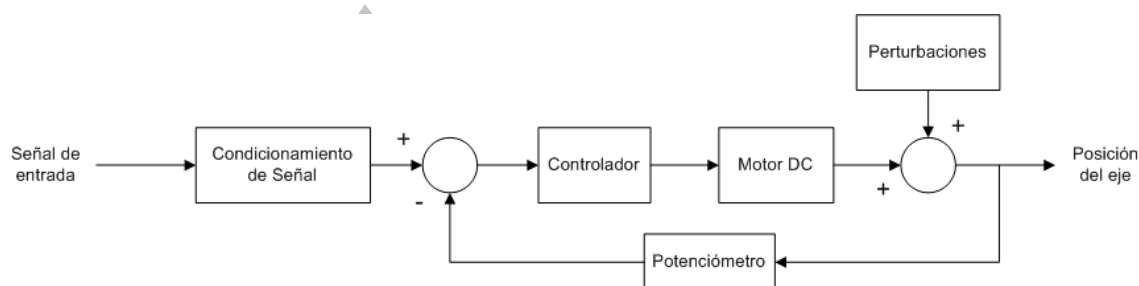 Perturbaciones
Señal de
entrada
Condicionamiento
de Señal
+
-
Controlador
Motor DC
+
+
Posición
del eje
Potenciómetro